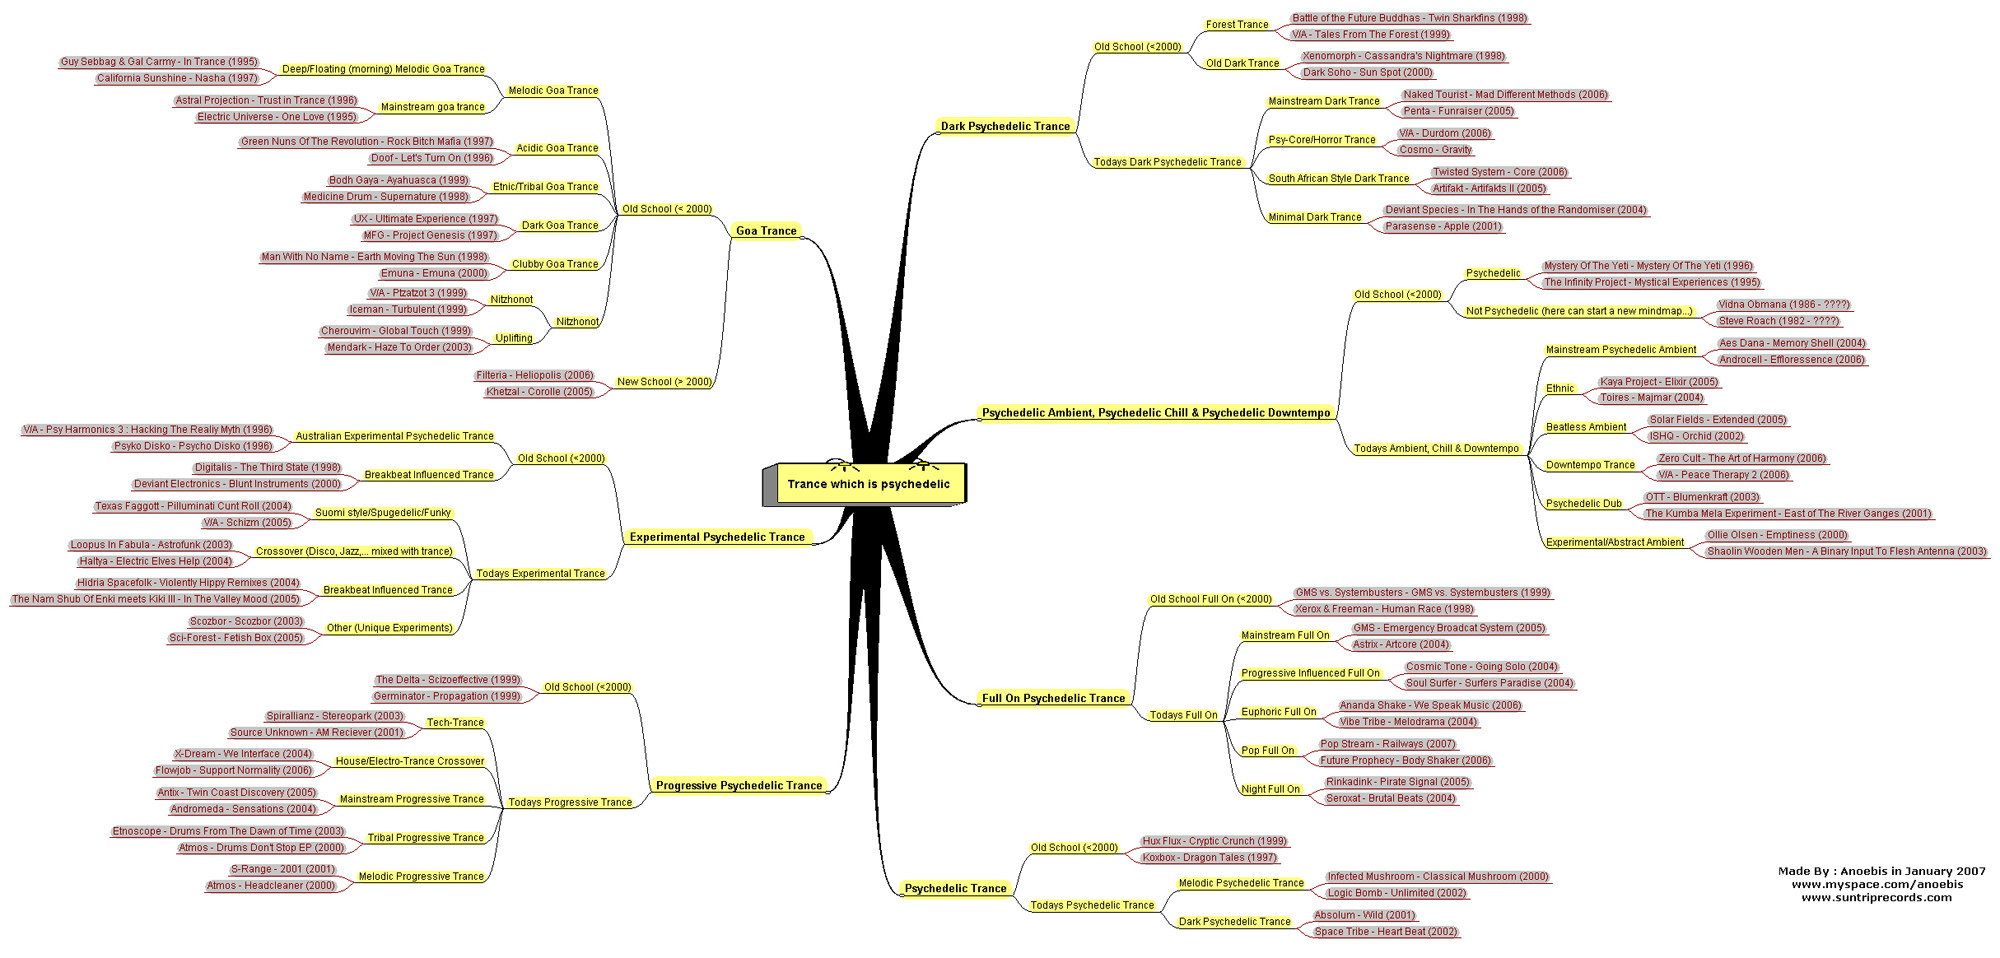 Trance which is psychedelic
Goa Trance
Old School (< 2000)
Melodic Goa Trance
Deep/Floating (morning) Melodic Goa Trance
Guy Sebbag & Gal Carmy - In Trance (1995)
California Sunshine - Nasha (1997)
Mainstream goa trance
Astral Projection - Trust in Trance (1996)
Electric Universe - One Love (1995)
Acidic Goa Trance
Green Nuns Of The Revolution - Rock Bitch Mafia (1997)
Doof - Let's Turn On (1996)
Etnic/Tribal Goa Trance
Bodh Gaya - Ayahuasca (1999)
Medicine Drum - Supernature (1998)
Dark Goa Trance
UX - Ultimate Experience (1997)
MFG - Project Genesis (1997)
Clubby Goa Trance
Man With No Name - Earth Moving The Sun (1998)
Emuna - Emuna (2000)
Nitzhonot
Nitzhonot
V/A - Ptzatzot 3 (1999)
Iceman - Turbulent (1999)
Uplifting
Cherouvim - Global Touch (1999)
Mendark - Haze To Order (2003)
New School (> 2000)
Filteria - Heliopolis (2006)
Khetzal - Corolle (2005)
Experimental Psychedelic Trance
Old School (<2000)
Australian Experimental Psychedelic Trance
V/A - Psy Harmonics 3 : Hacking The Realiy Myth (1996)
Psyko Disko - Psycho Disko (1996)
Breakbeat Influenced Trance
Digitalis - The Third State (1998)
Deviant Electronics - Blunt Instruments (2000)
Todays Experimental Trance
Suomi style/Spugedelic/Funky
Texas Faggott - Pilluminati Cunt Roll (2004)
V/A - Schizm (2005)
Crossover (Disco, Jazz,... mixed with trance)
Loopus In Fabula - Astrofunk (2003)
Haltya - Electric Elves Help (2004)
Breakbeat Influenced Trance
Hidria Spacefolk - Violently Hippy Remixes (2004)
The Nam Shub Of Enki meets Kiki III - In The Valley Mood (2005)
Other (Unique Experiments)
Scozbor - Scozbor (2003)
Sci-Forest - Fetish Box (2005)
Progressive Psychedelic Trance
Old School (<2000)
The Delta - Scizoeffective (1999)
Germinator - Propagation (1999)
Todays Progressive Trance
Tech-Trance
Spirallianz - Stereopark (2003)
Source Unknown - AM Reciever (2001)
House/Electro-Trance Crossover
X-Dream - We Interface (2004)
Flowjob - Support Normality (2006)
Mainstream Progressive Trance
Antix - Twin Coast Discovery (2005)
Andromeda - Sensations (2004)
Tribal Progressive Trance
Etnoscope - Drums From The Dawn of Time (2003)
Atmos - Drums Don't Stop EP (2000)
Melodic Progressive Trance
S-Range - 2001 (2001)
Atmos - Headcleaner (2000)
Dark Psychedelic Trance
Old School (<2000)
Forest Trance
Battle of the Future Buddhas - Twin Sharkfins (1998)
V/A - Tales From The Forest (1999)
Old Dark Trance
Xenomorph - Cassandra's Nightmare (1998)
Dark Soho - Sun Spot (2000)
Todays Dark Psychedelic Trance
Mainstream Dark Trance
Naked Tourist - Mad Different Methods (2006)
Penta - Funraiser (2005)
Psy-Core/Horror Trance
V/A - Durdom (2006)
Cosmo - Gravity
South African Style Dark Trance
Twisted System - Core (2006)
Artifakt - Artifakts II (2005)
Minimal Dark Trance
Deviant Species - In The Hands of the Randomiser (2004)
Parasense - Apple (2001)
Psychedelic Ambient, Psychedelic Chill & Psychedelic Downtempo
Old School (<2000)
Psychedelic
Mystery Of The Yeti - Mystery Of The Yeti (1996)
The Infinity Project - Mystical Experiences (1995)
Not Psychedelic (here can start a new mindmap...)
Vidna Obmana (1986 - ????)
Steve Roach (1982 - ????)
Todays Ambient, Chill & Downtempo
Mainstream Psychedelic Ambient
Aes Dana - Memory Shell (2004)
Androcell - Effloressence (2006)
Ethnic
Kaya Project - Elixir (2005)
Toires - Majmar (2004)
Beatless Ambient
Solar Fields - Extended (2005)
ISHQ - Orchid (2002)
Downtempo Trance
Zero Cult - The Art of Harmony (2006)
V/A - Peace Therapy 2 (2006)
Psychedelic Dub
OTT - Blumenkraft (2003)
The Kumba Mela Experiment - East of The River Ganges (2001)
Experimental/Abstract Ambient
Ollie Olsen - Emptiness (2000)
Shaolin Wooden Men - A Binary Input To Flesh Antenna (2003)
Full On Psychedelic Trance
Old School Full On (<2000)
GMS vs. Systembusters - GMS vs. Systembusters (1999)
Xerox & Freeman - Human Race (1998)
Todays Full On
Mainstream Full On
GMS - Emergency Broadcat System (2005)
Astrix - Artcore (2004)
Progressive Influenced Full On
Cosmic Tone - Going Solo (2004)
Soul Surfer - Surfers Paradise (2004)
Euphoric Full On
Ananda Shake - We Speak Music (2006)
Vibe Tribe - Melodrama (2004)
Pop Full On
Pop Stream - Railways (2007)
Future Prophecy - Body Shaker (2006)
Night Full On
Rinkadink - Pirate Signal (2005)
Seroxat - Brutal Beats (2004)
Psychedelic Trance
Old School (<2000)
Hux Flux - Cryptic Crunch (1999)
Koxbox - Dragon Tales (1997)
Todays Psychedelic Trance
Melodic Psychedelic Trance
Infected Mushroom - Classical Mushroom (2000)
Logic Bomb - Unlimited (2002)
Dark Psychedelic Trance
Absolum - Wild (2001)
Space Tribe - Heart Beat (2002)
Made By : Anoebis in January 2007
www.myspace.com/anoebis
www.suntriprecords.com